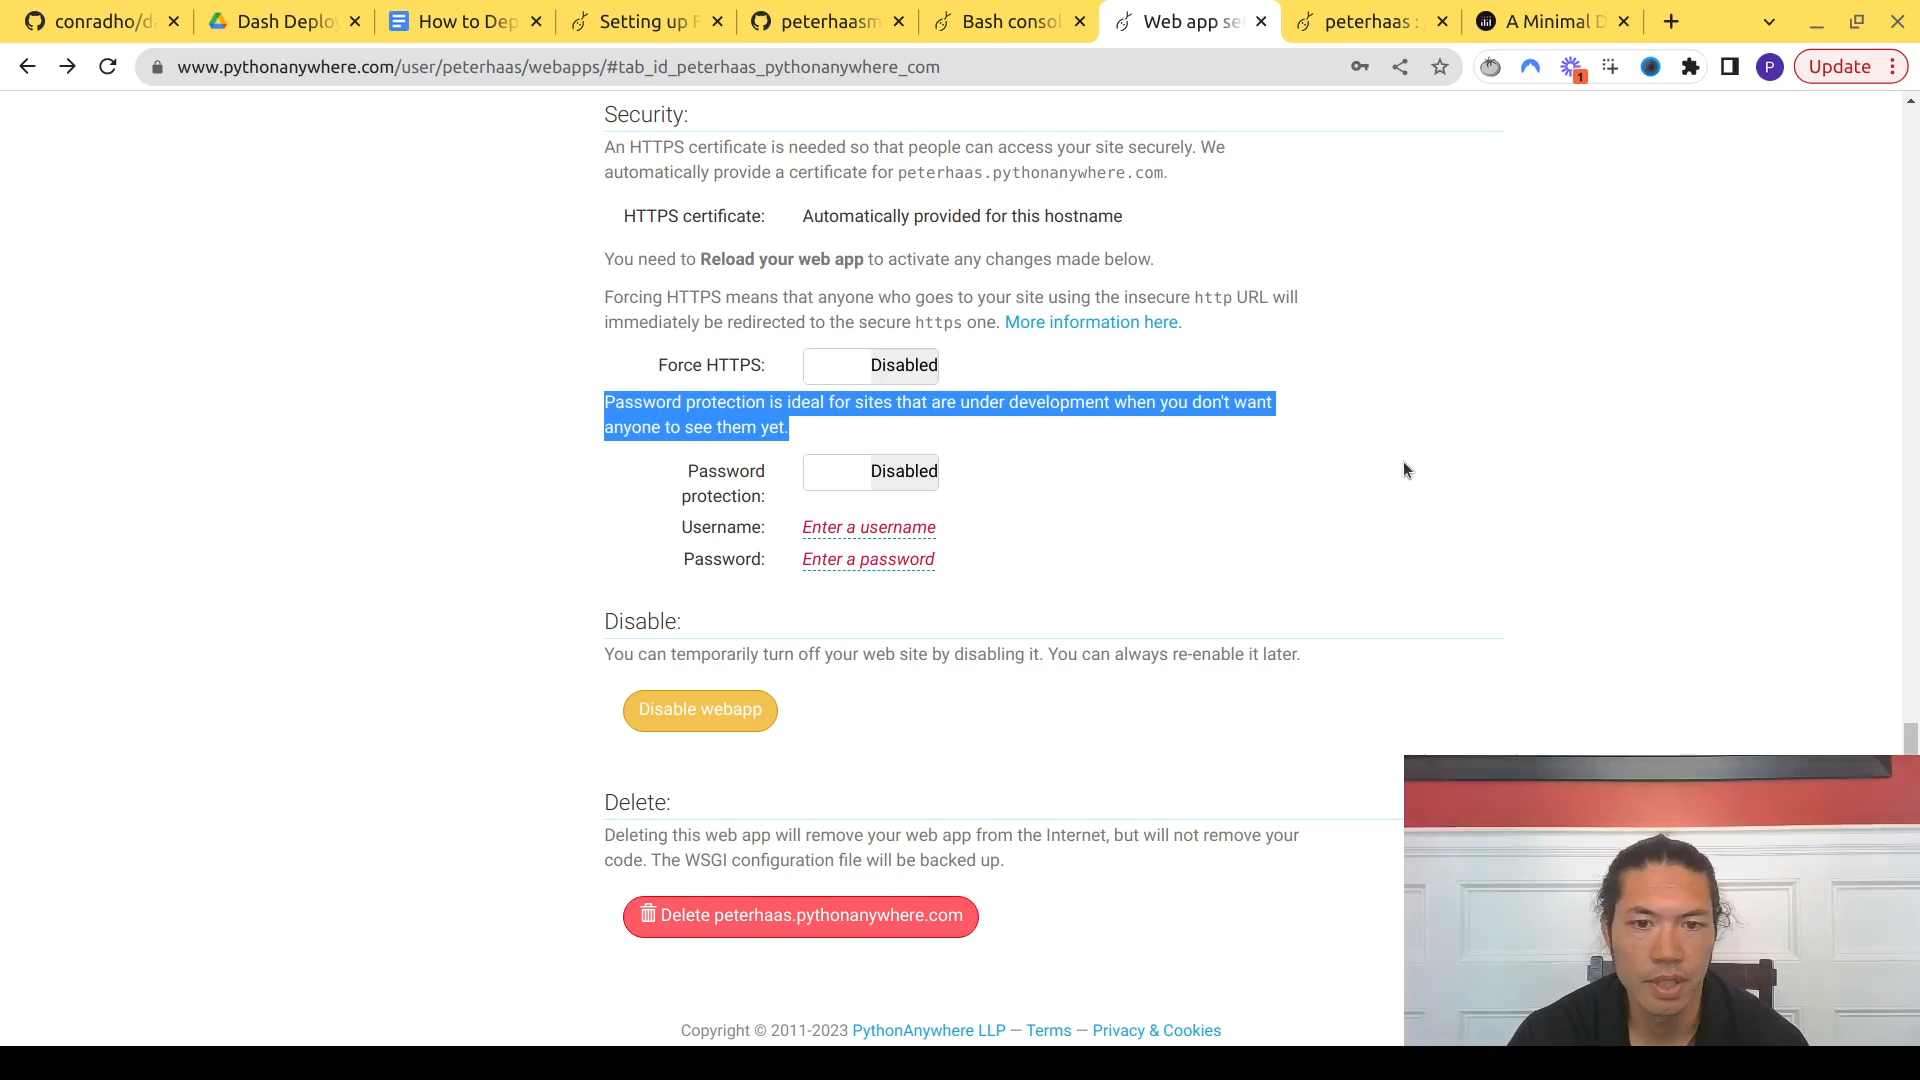 conradho/d
Dash Deploy
How to Dep
Setting up F
peterhaasm
Bash consol
Web app se
peterhaas : /
A Minimal D
www.pythonanywhere.com/user/peterhaas/webapps/#tab_id_peterhaas_pythonanywhere_com
1
P
Update
Security:
An HTTPS certificate is needed so that people can access your site securely. We
automatically provide a certificate for peterhaas.pythonanywhere.com.
HTTPS certificate: Automatically provided for this hostname
You need to Reload your web app to activate any changes made below.
Forcing HTTPS means that anyone who goes to your site using the insecure http URL will
immediately be redirected to the secure https one. More information here.
Force HTTPS: Disabled
Password protection is ideal for sites that are under development when you don't want
anyone to see them yet.
Password Disabled
protection:
Username: Enter a username
Password: Enter a password
Disable:
You can temporarily turn off your web site by disabling it. You can always re-enable it later.
Disable webapp
Delete:
Deleting this web app will remove your web app from the Internet, but will not remove your
code. The WSGI configuration file will be backed up.
Delete peterhaas.pythonanywhere.com
Copyright © 2011-2023 PythonAnywhere LLP — Terms — Privacy & Cookies